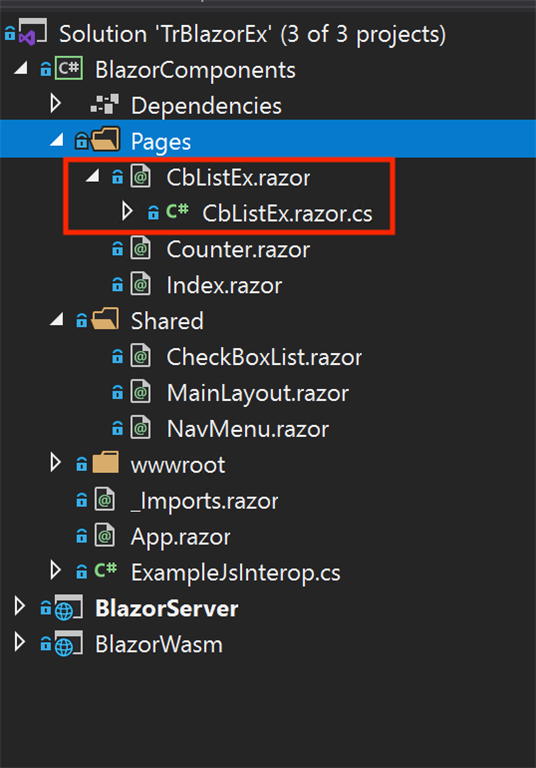 Solution 'TrBlazorEx' (3 of 3 projects)
C# BlazorComponents
Dependencies
Pages
@ CbListEx.razor
C# CbListEx.razor.cs
@ Counter.razor
@ Index.razor
Shared
@ CheckBoxList.razor
@ MainLayout.razor
@ NavMenu.razor
wwwroot
@ _Imports.razor
@ App.razor
C# ExampleJsInterop.cs
BlazorServer
BlazorWasm